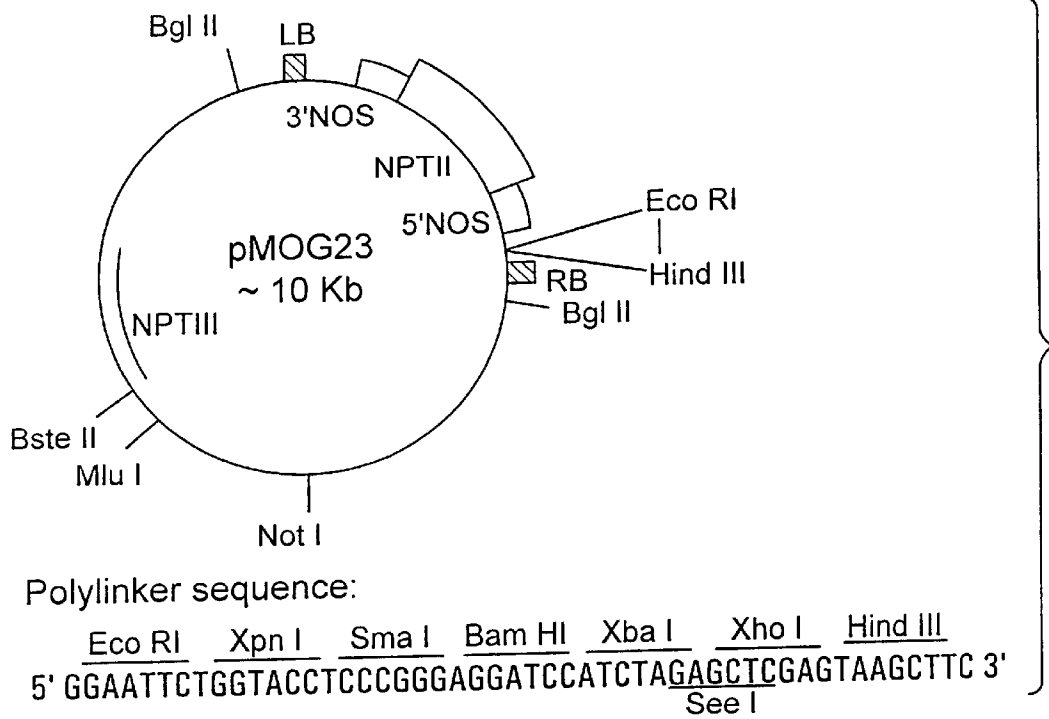 Bgl II
LB
3'NOS
NPTII
5'NOS
Eco RI
Hind III
RB
Bgl II
pMOG23
~ 10 Kb
NPTIII
Bste II
Mlu I
Not I
Polylinker sequence:
Eco RI Xpn I Sma I Bam HI Xba I Xho I Hind III
5' GGAATTCTGGTACCTCCCGGGAGGATCCATCTAGAGCTCGAGTAAGCTTC 3'
See I